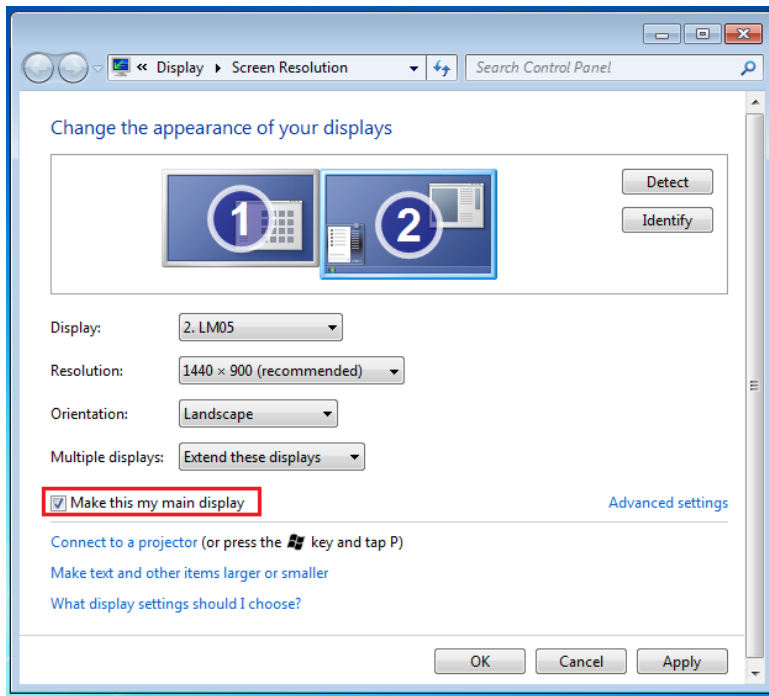 « Display ▸ Screen Resolution
Search Control Panel
Change the appearance of your displays
1
2
Detect
Identify
Display: 2. LM05
Resolution: 1440 × 900 (recommended)
Orientation: Landscape
Multiple displays: Extend these displays
Make this my main display
Advanced settings
Connect to a projector (or press the key and tap P)
Make text and other items larger or smaller
What display settings should I choose?
OK Cancel Apply